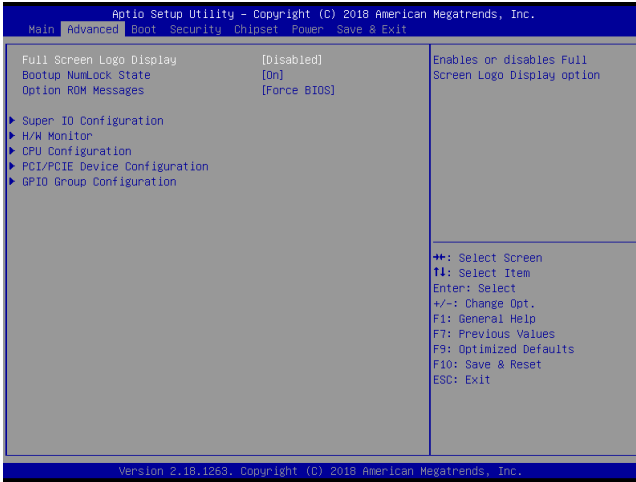 Aptio Setup Utility – Copyright (C) 2018 American Megatrends, Inc.
Main Advanced Boot Security Chipset Power Save & Exit
Full Screen Logo Display [Disabled]
Bootup NumLock State [On]
Option ROM Messages [Force BIOS]
Super IO Configuration
H/W Monitor
CPU Configuration
PCI/PCIE Device Configuration
GPIO Group Configuration
Enables or disables Full
Screen Logo Display option
→←: Select Screen
↑↓: Select Item
Enter: Select
+/-: Change Opt.
F1: General Help
F7: Previous Values
F9: Optimized Defaults
F10: Save & Reset
ESC: Exit
Version 2.18.1263. Copyright (C) 2018 American Megatrends, Inc.